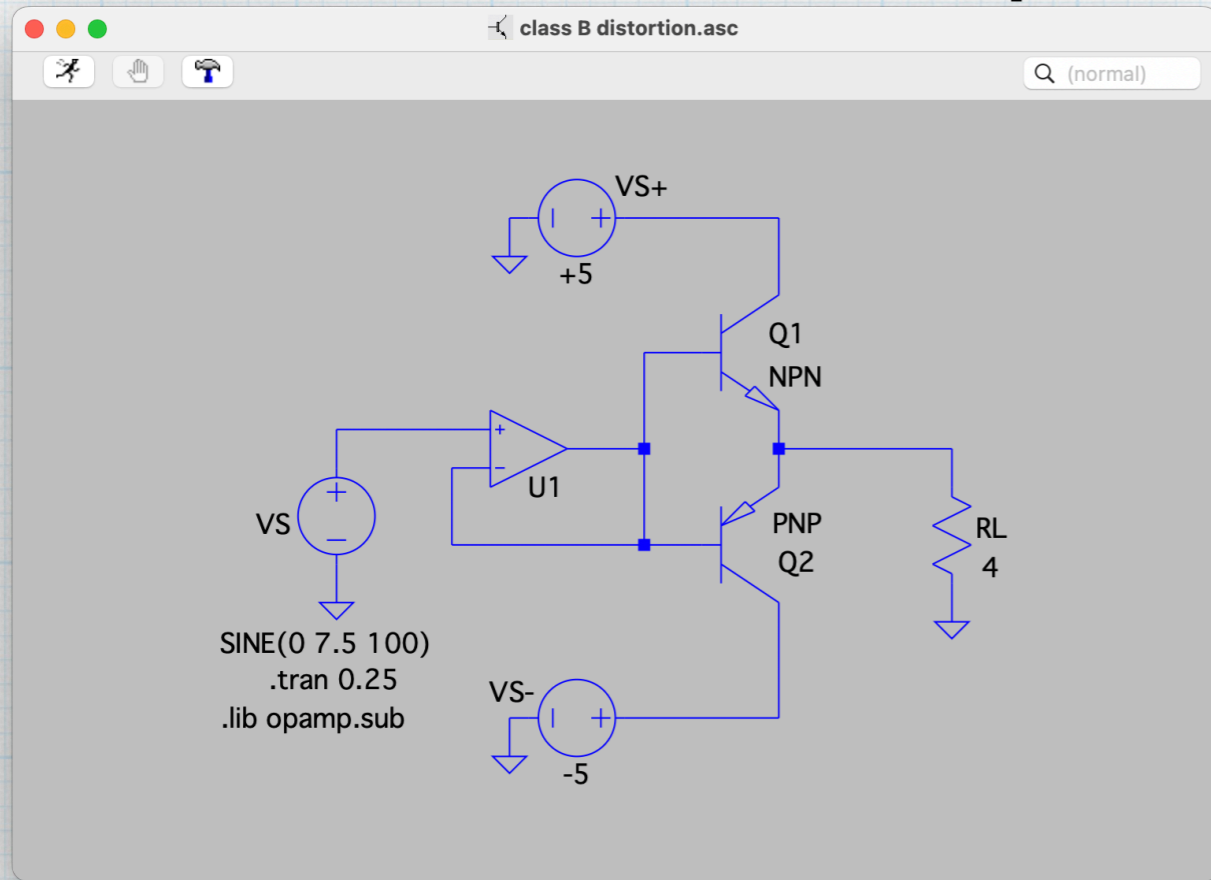 class B distortion.asc
(normal)
VS+
+5
Q1
NPN
U1
VS
PNP
Q2
RL
4
SINE(0 7.5 100)
.tran 0.25
.lib opamp.sub
VS-
-5